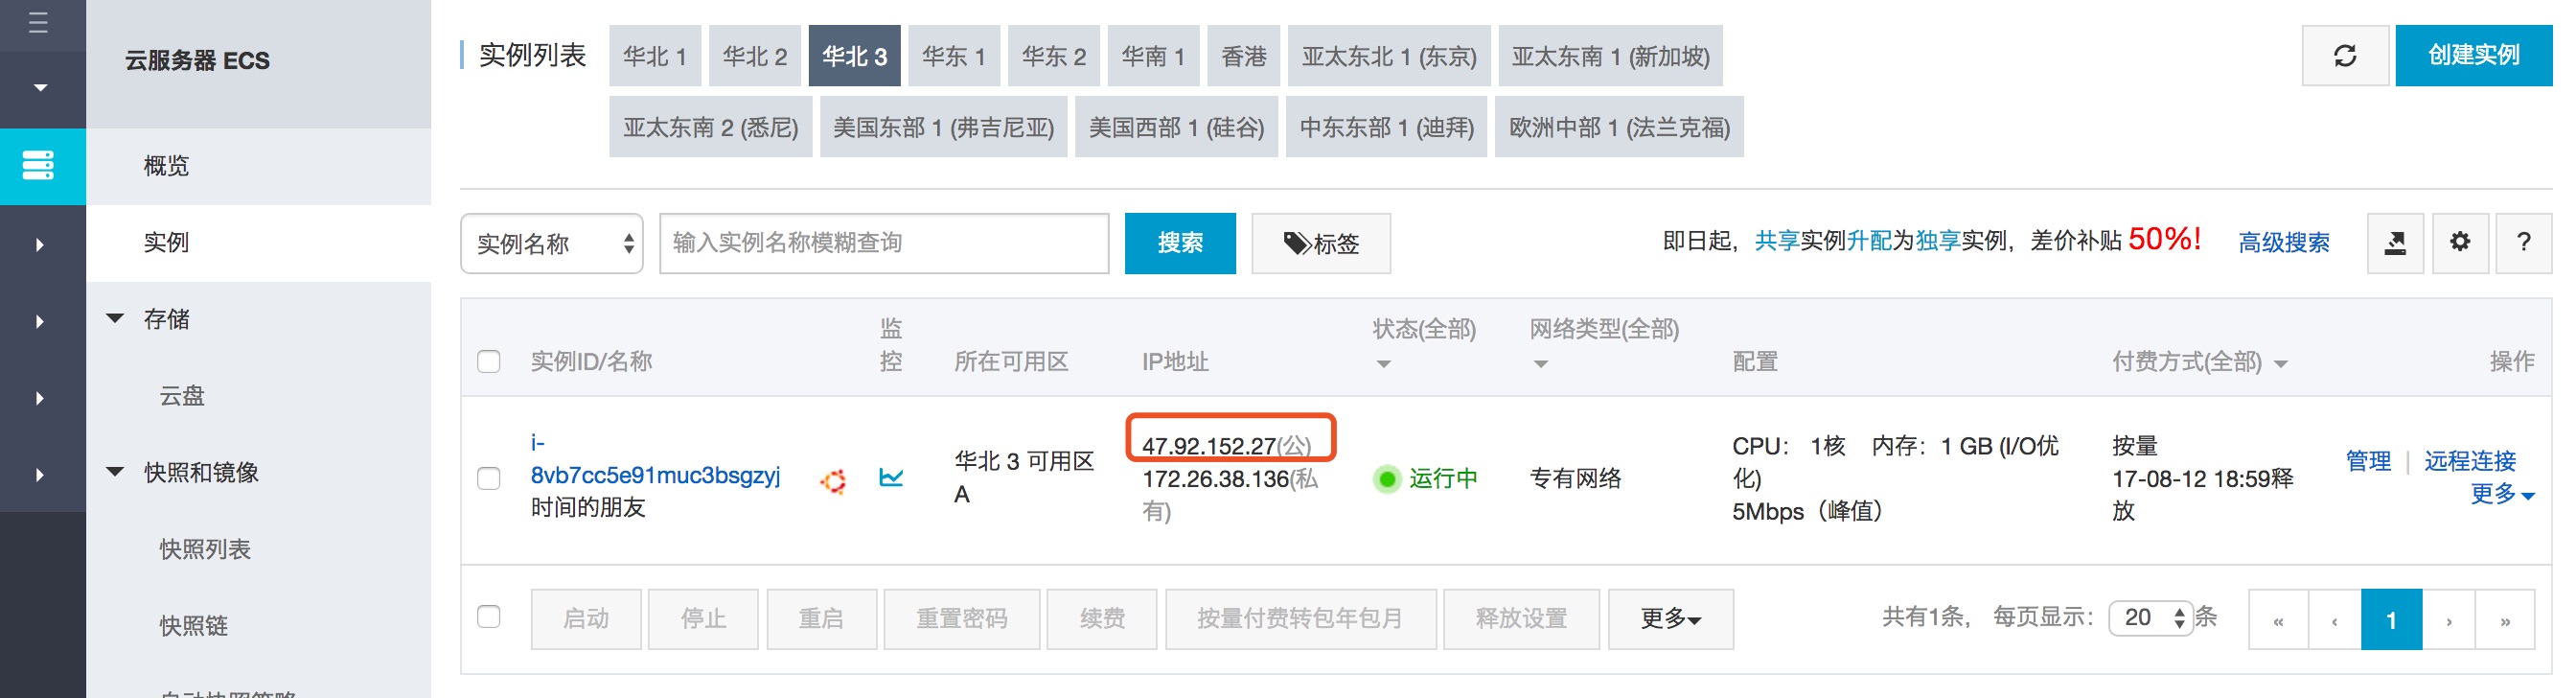 云服务器 ECS
概览
实例
存储
云盘
快照和镜像
快照列表
快照链
自动快照策略
实例列表
华北 1
华北 2
华北 3
华东 1
华东 2
华南 1
香港
亚太东北 1 (东京)
亚太东南 1 (新加坡)
亚太东南 2 (悉尼)
美国东部 1 (弗吉尼亚)
美国西部 1 (硅谷)
中东东部 1 (迪拜)
欧洲中部 1 (法兰克福)
创建实例
实例名称
输入实例名称模糊查询
搜索
标签
即日起，共享实例升配为独享实例，差价补贴 50%!
高级搜索
?
实例ID/名称
监
控
所在可用区
IP地址
状态(全部)
网络类型(全部)
配置
付费方式(全部)
操作
i-
8vb7cc5e91muc3bsgzyj
时间的朋友
华北 3 可用区
A
47.92.152.27(公)
172.26.38.136(私
有)
运行中
专有网络
CPU： 1核 内存：1 GB (I/O优
化)
5Mbps（峰值）
按量
17-08-12 18:59释
放
管理 | 远程连接
更多
启动
停止
重启
重置密码
续费
按量付费转包年包月
释放设置
更多
共有1条， 每页显示：20条
« ‹ 1 › »